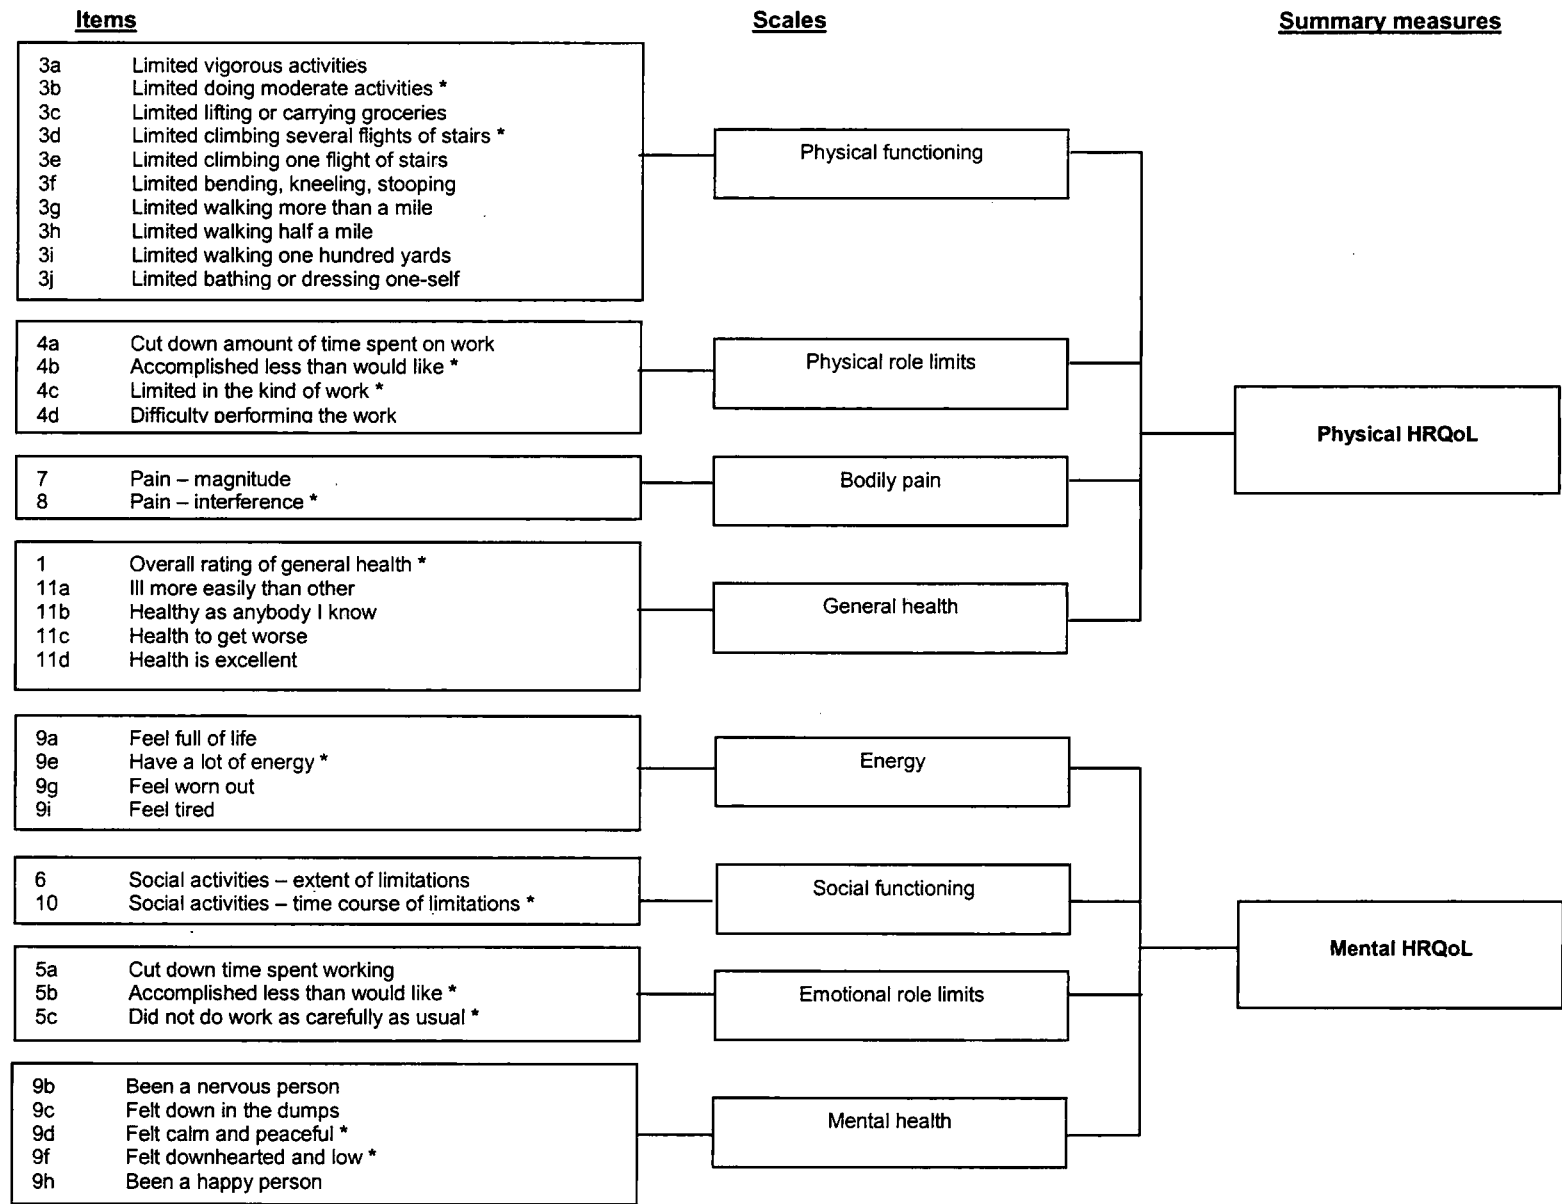 Items
Scales
Summary measures
3a Limited vigorous activities
3b Limited doing moderate activities *
3c Limited lifting or carrying groceries
3d Limited climbing several flights of stairs *
3e Limited climbing one flight of stairs
3f Limited bending, kneeling, stooping
3g Limited walking more than a mile
3h Limited walking half a mile
3i Limited walking one hundred yards
3j Limited bathing or dressing one-self
Physical functioning
4a Cut down amount of time spent on work
4b Accomplished less than would like *
4c Limited in the kind of work *
4d Difficulty performing the work
Physical role limits
7 Pain – magnitude
8 Pain – interference *
Bodily pain
1 Overall rating of general health *
11a Ill more easily than other
11b Healthy as anybody I know
11c Health to get worse
11d Health is excellent
General health
Physical HRQoL
9a Feel full of life
9e Have a lot of energy *
9g Feel worn out
9i Feel tired
Energy
6 Social activities – extent of limitations
10 Social activities – time course of limitations *
Social functioning
5a Cut down time spent working
5b Accomplished less than would like *
5c Did not do work as carefully as usual *
Emotional role limits
9b Been a nervous person
9c Felt down in the dumps
9d Felt calm and peaceful *
9f Felt downhearted and low *
9h Been a happy person
Mental health
Mental HRQoL